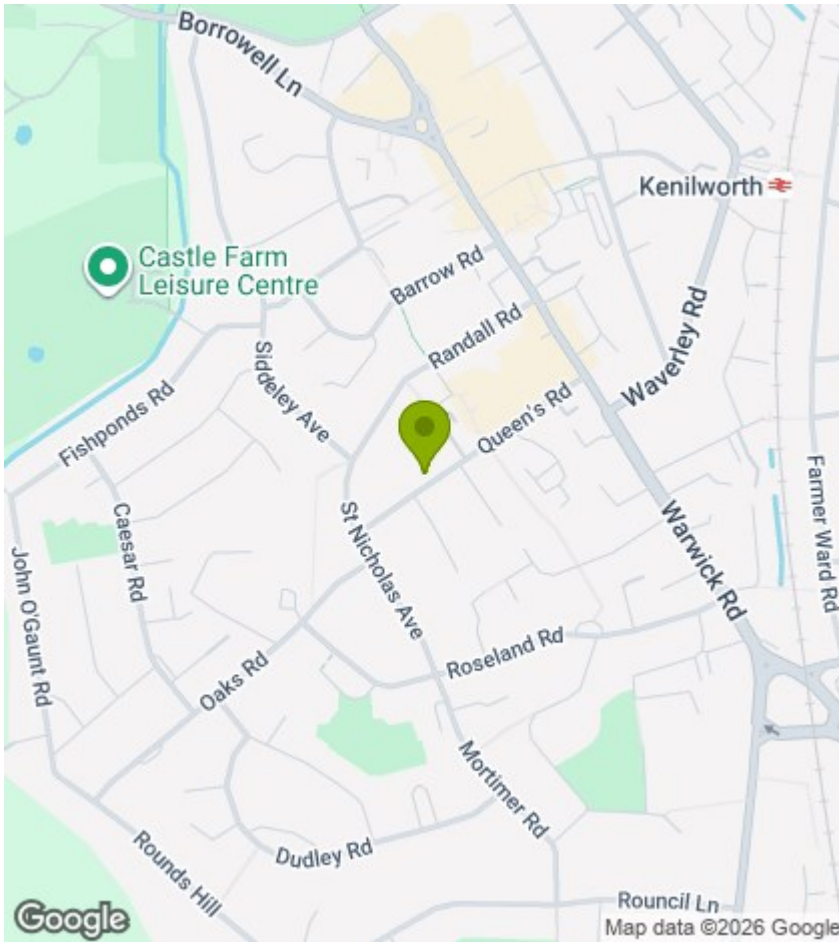 Borrowell Ln
Kenilworth
Castle Farm
Leisure Centre
Barrow Rd
Randall Rd
Waverley Rd
Siddeley Ave
Queen's Rd
Fishponds Rd
Farmer Ward Rd
Caesar Rd
St Nicholas Ave
Warwick Rd
John O'Gaunt Rd
Roseland Rd
Oaks Rd
Mortimer Rd
Dudley Rd
Rounds Hill
Rouncil Ln
Google
Map data ©2026 Google